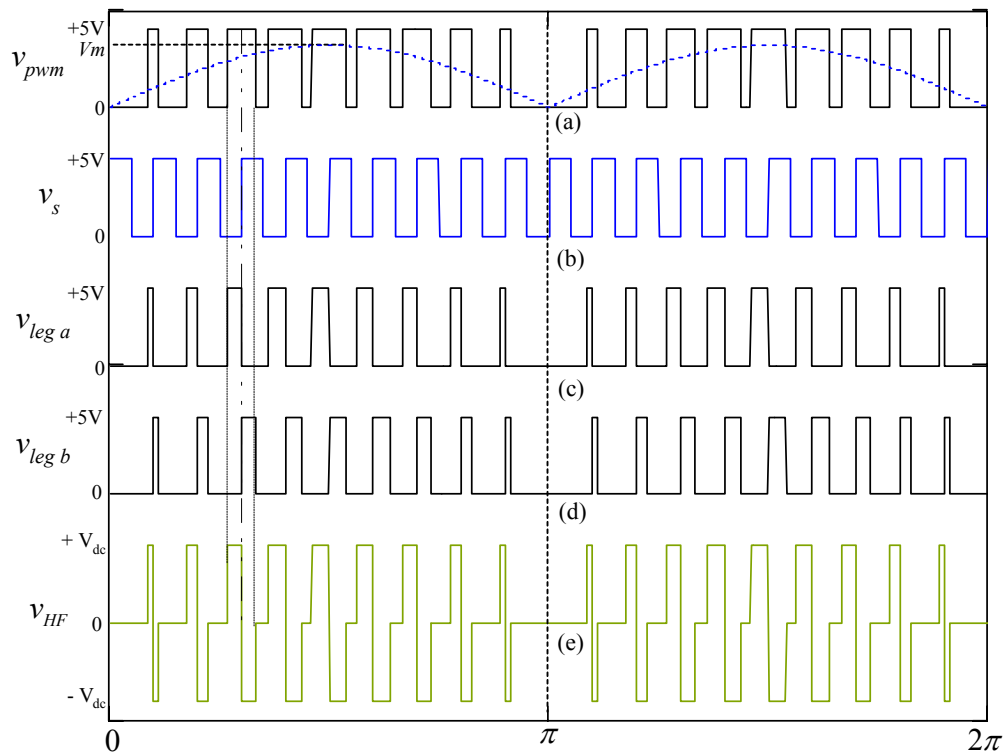 +5V
Vm
v_pwm
0
(a)
+5V
v_s
0
(b)
+5V
v_leg a
0
(c)
+5V
v_leg b
0
(d)
+ V_dc
v_HF
0
(e)
- V_dc
0
π
2π